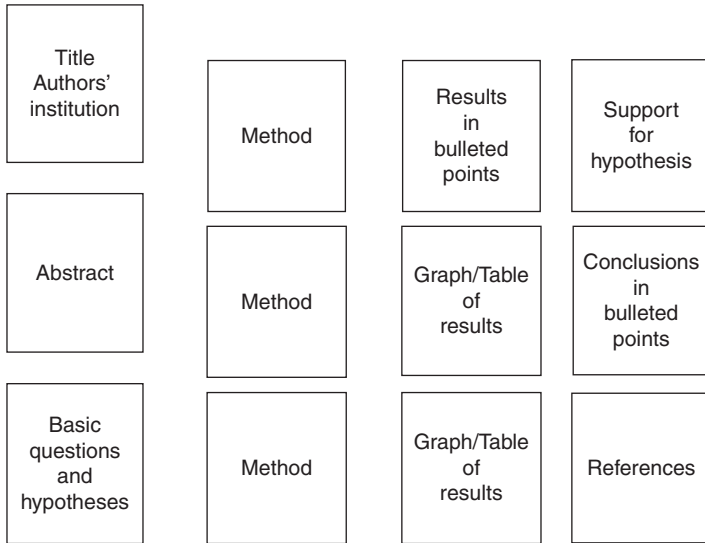 Title
Authors’
institution
Abstract
Basic
questions
and
hypotheses
Method
Method
Method
Results
in
bulleted
points
Graph/Table
of
results
Graph/Table
of
results
Support
for
hypothesis
Conclusions
in
bulleted
points
References